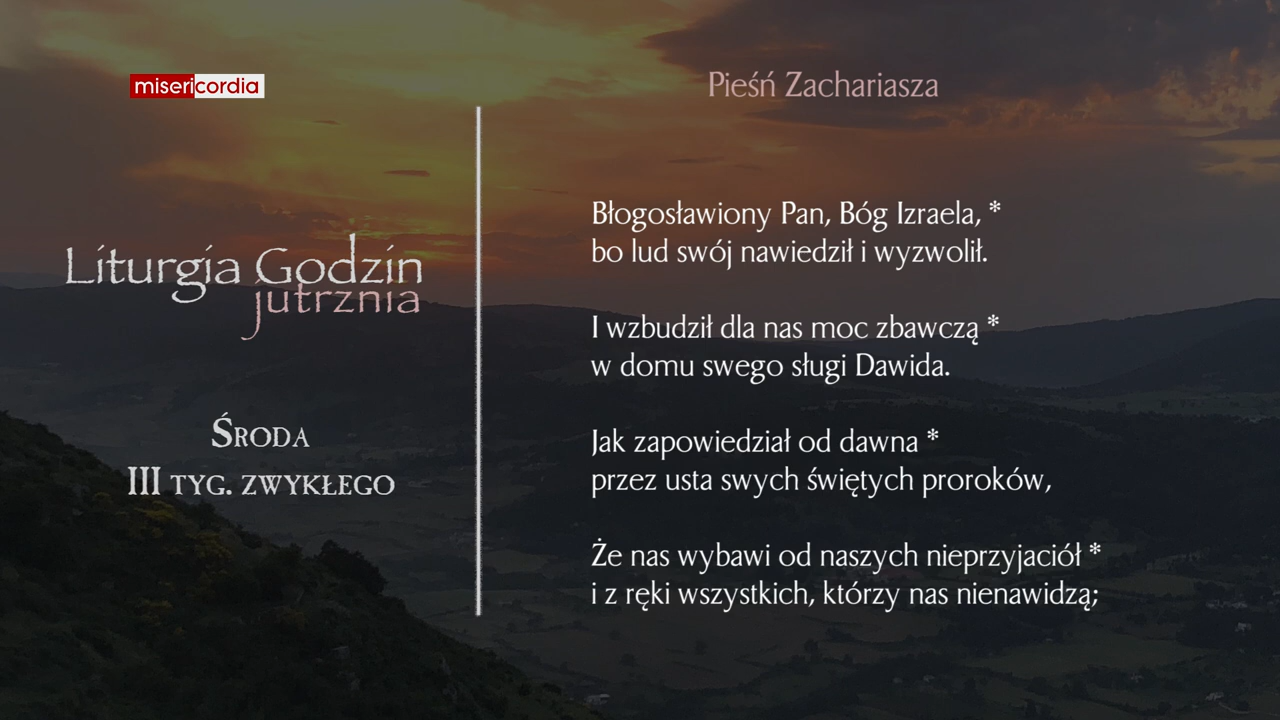 misericordia
Liturgia Godzin
jutrznia
Środa
III tyg. zwykłego
Pieśń Zachariasza
Błogosławiony Pan, Bóg Izraela, *
bo lud swój nawiedził i wyzwolił.
I wzbudził dla nas moc zbawczą *
w domu swego sługi Dawida.
Jak zapowiedział od dawna *
przez usta swych świętych proroków,
Że nas wybawi od naszych nieprzyjaciół *
i z ręki wszystkich, którzy nas nienawidzą;